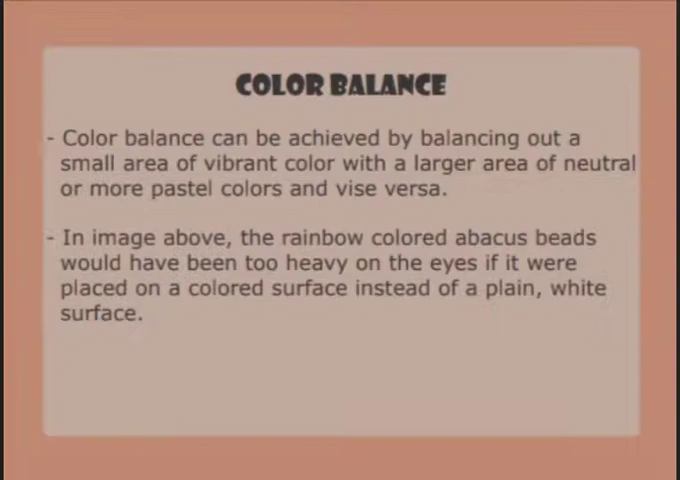 COLOR BALANCE
- Color balance can be achieved by balancing out a
small area of vibrant color with a larger area of neutral
or more pastel colors and vise versa.
- In image above, the rainbow colored abacus beads
would have been too heavy on the eyes if it were
placed on a colored surface instead of a plain, white
surface.